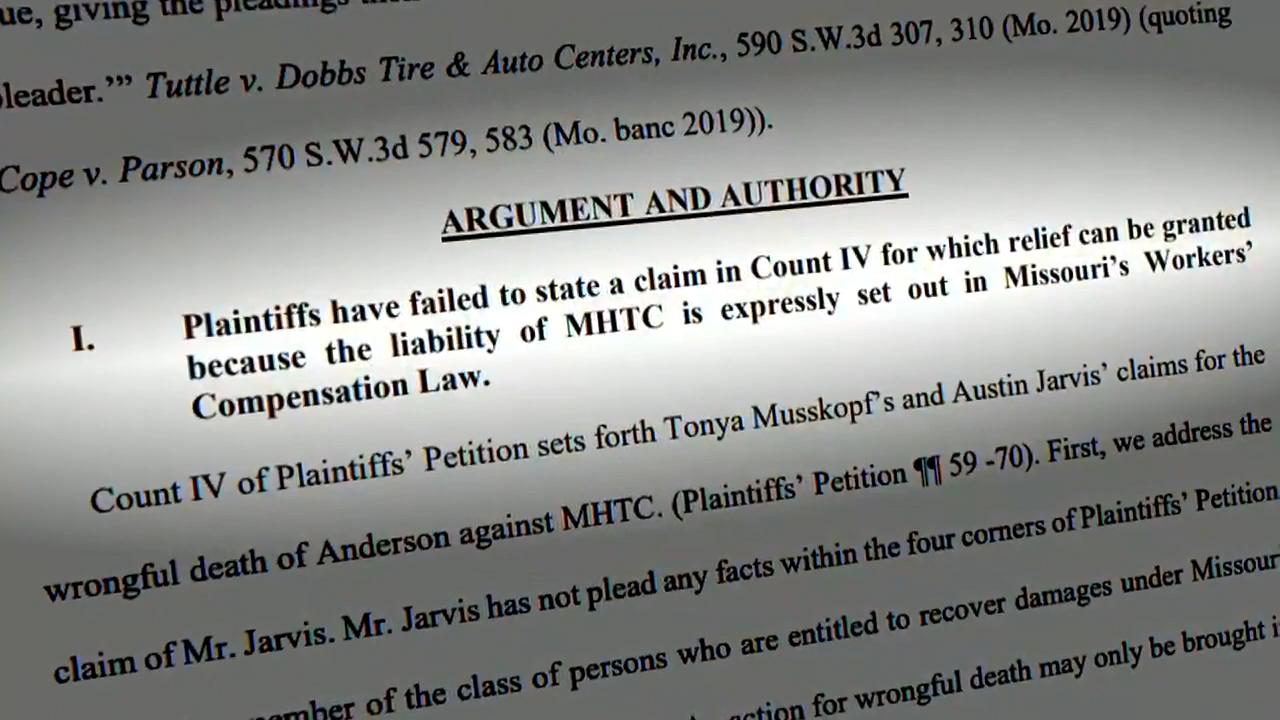 ue, giving the pleadings
pleader.'" Tuttle v. Dobbs Tire & Auto Centers, Inc., 590 S.W.3d 307, 310 (Mo. 2019) (quoting
Cope v. Parson, 570 S.W.3d 579, 583 (Mo. banc 2019)).
ARGUMENT AND AUTHORITY
I. Plaintiffs have failed to state a claim in Count IV for which relief can be granted
because the liability of MHTC is expressly set out in Missouri's Workers'
Compensation Law.
Count IV of Plaintiffs' Petition sets forth Tonya Musskopf's and Austin Jarvis' claims for the
wrongful death of Anderson against MHTC. (Plaintiffs' Petition ¶¶ 59 -70). First, we address the
claim of Mr. Jarvis. Mr. Jarvis has not plead any facts within the four corners of Plaintiffs' Petition
member of the class of persons who are entitled to recover damages under Missour
action for wrongful death may only be brought i